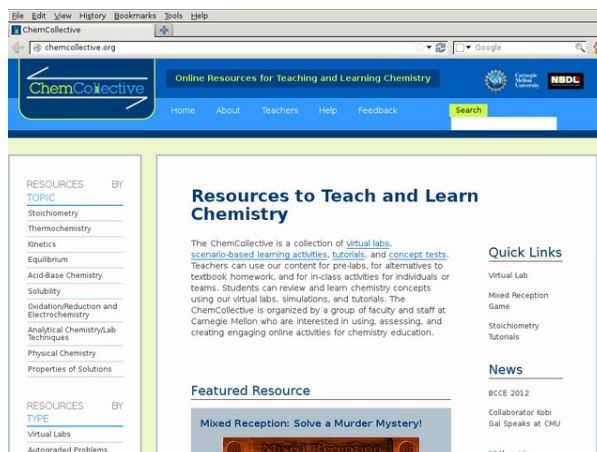 File Edit View History Bookmarks Tools Help
ChemCollective
chemcollective.org
Google
ChemCollective
Online Resources for Teaching and Learning Chemistry
Carnegie
Mellon
University
NSDL
Home About Teachers Help Feedback
Search
RESOURCES BY
TOPIC
Stoichiometry
Thermochemistry
Kinetics
Equilibrium
Acid-Base Chemistry
Solubility
Oxidation/Reduction and
Electrochemistry
Analytical Chemistry/Lab
Techniques
Physical Chemistry
Properties of Solutions
RESOURCES BY
TYPE
Virtual Labs
Autograded Problems
Resources to Teach and Learn
Chemistry
The ChemCollective is a collection of virtual labs,
scenario-based learning activities, tutorials, and concept tests.
Teachers can use our content for pre-labs, for alternatives to
textbook homework, and for in-class activities for individuals or
teams. Students can review and learn chemistry concepts
using our virtual labs, simulations, and tutorials. The
ChemCollective is organized by a group of faculty and staff at
Carnegie Mellon who are interested in using, assessing, and
creating engaging online activities for chemistry education.
Featured Resource
Mixed Reception: Solve a Murder Mystery!
Mixed Reception
Quick Links
Virtual Lab
Mixed Reception
Game
Stoichiometry
Tutorials
News
BCCE 2012
Collaborator Kobi
Gal Speaks at CMU